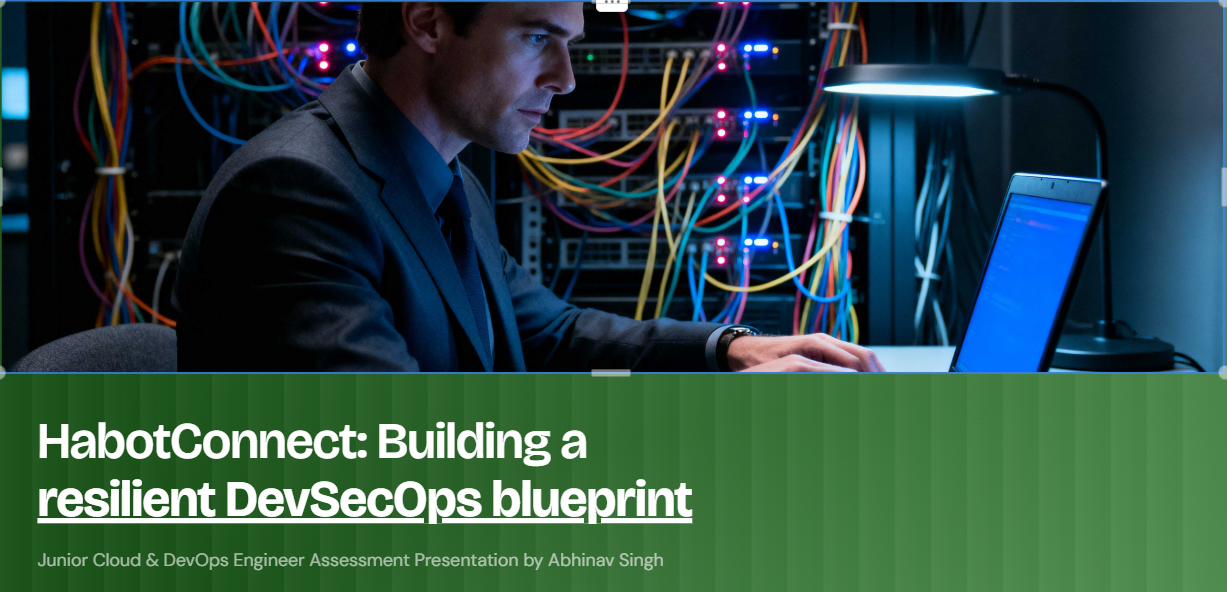 HabotConnect: Building a
resilient DevSecOps blueprint
Junior Cloud & DevOps Engineer Assessment Presentation by Abhinav Singh